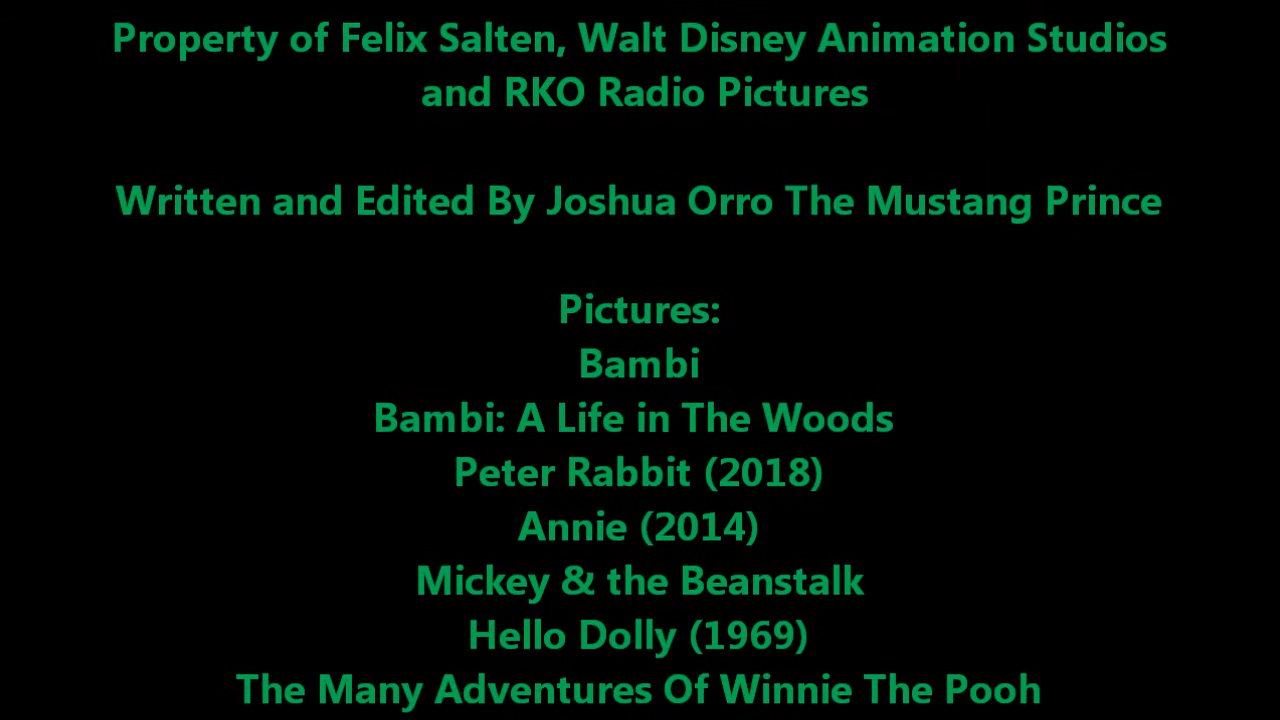 Property of Felix Salten, Walt Disney Animation Studios
and RKO Radio Pictures
Written and Edited By Joshua Orro The Mustang Prince
Pictures:
Bambi
Bambi: A Life in The Woods
Peter Rabbit (2018)
Annie (2014)
Mickey & the Beanstalk
Hello Dolly (1969)
The Many Adventures Of Winnie The Pooh